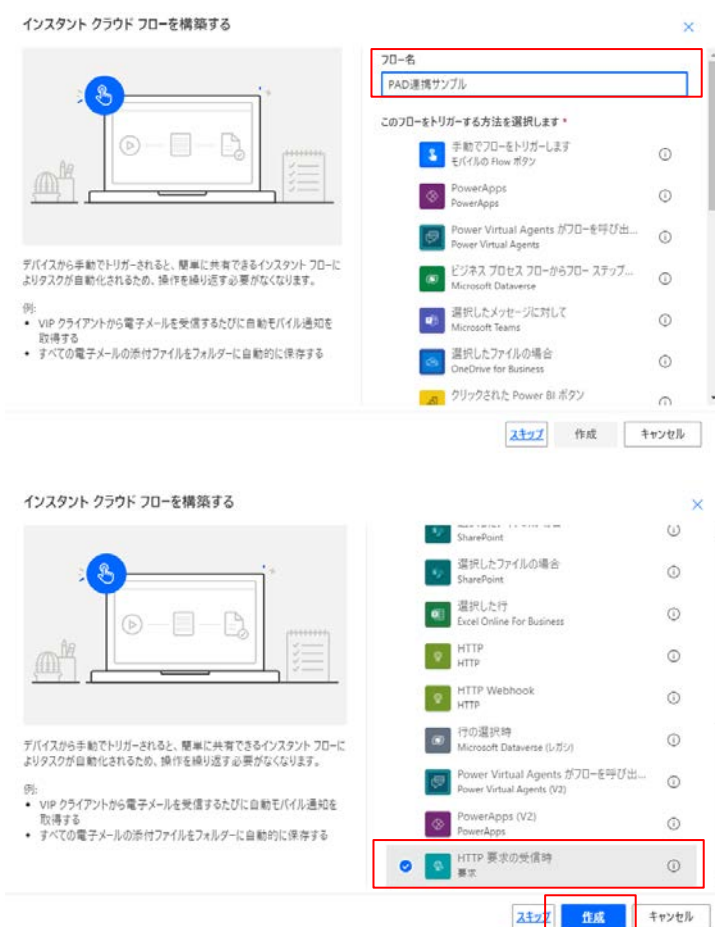 インスタント クラウド フローを構築する
フロー名
PAD連携サンプル
このフローをトリガーする方法を選択します *
手動でフローをトリガーします
モバイルの Flow ボタン
PowerApps
PowerApps
Power Virtual Agents がフローを呼び出...
Power Virtual Agents
ビジネス プロセス フローからフロー ステップ...
Microsoft Dataverse
選択したメッセージに対して
Microsoft Teams
選択したファイルの場合
OneDrive for Business
クリックされた Power BI ボタン
デバイスから手動でトリガーされると、簡単に共有できるインスタント フローに
よりタスクが自動化されるため、操作を繰り返す必要がなくなります。
例:
• VIP クライアントから電子メールを受信するたびに自動モバイル通知を
取得する
• すべての電子メールの添付ファイルをフォルダーに自動的に保存する
スキップ
作成
キャンセル
インスタント クラウド フローを構築する
SharePoint
選択したファイルの場合
SharePoint
選択した行
Excel Online For Business
HTTP
HTTP
HTTP Webhook
HTTP
行の選択時
Microsoft Dataverse (レガシ)
Power Virtual Agents がフローを呼び出...
Power Virtual Agents (V2)
PowerApps (V2)
PowerApps
HTTP 要求の受信時
要求
デバイスから手動でトリガーされると、簡単に共有できるインスタント フローに
よりタスクが自動化されるため、操作を繰り返す必要がなくなります。
例:
• VIP クライアントから電子メールを受信するたびに自動モバイル通知を
取得する
• すべての電子メールの添付ファイルをフォルダーに自動的に保存する
スキップ
作成
キャンセル